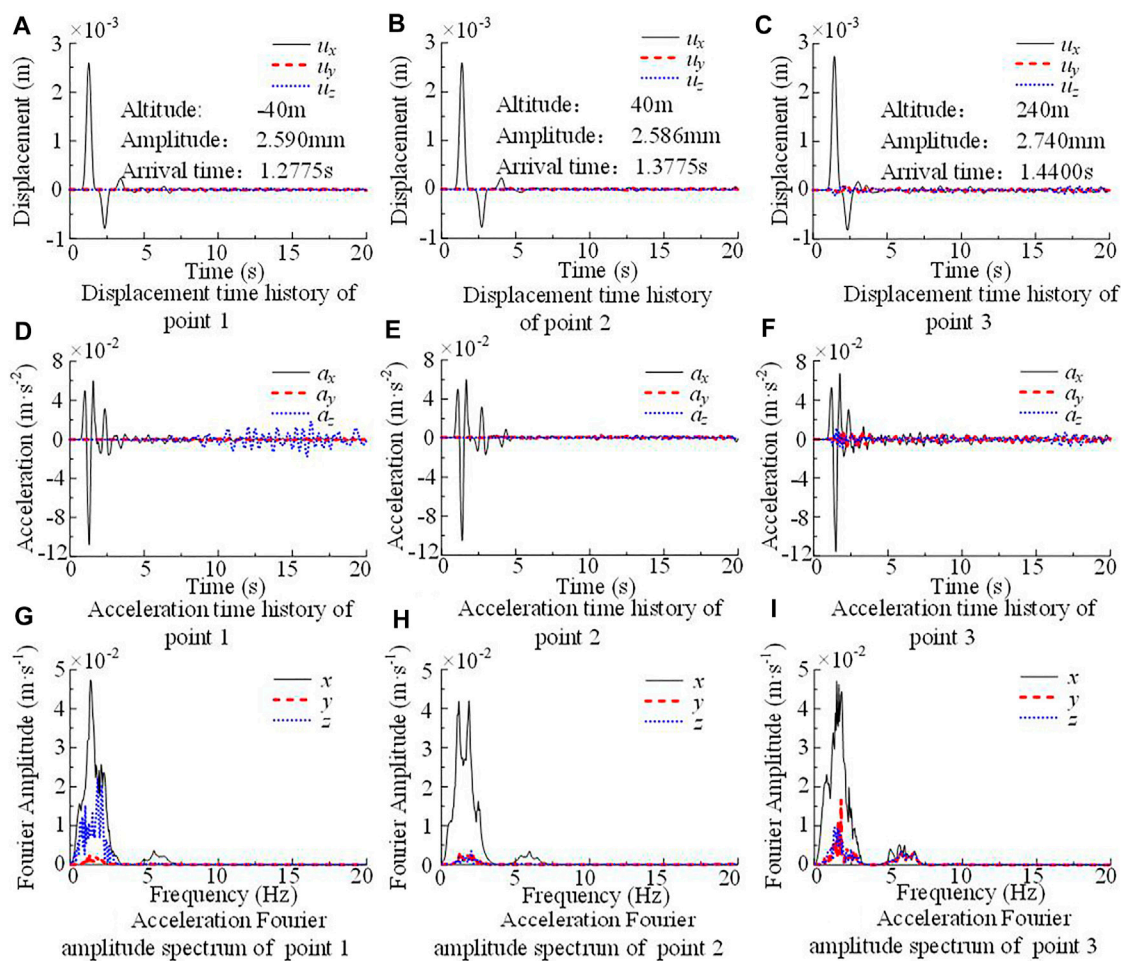 A
×10⁻³
3
2
1
0
-1
Displacement (m)
uₓ
u_y
u_z
Altitude: -40m
Amplitude: 2.590mm
Arrival time: 1.2775s
0 5 10 15 20
Time (s)
Displacement time history of
point 1
B
×10⁻³
3
2
1
0
-1
Displacement (m)
uₓ
u_y
u_z
Altitude: 40m
Amplitude: 2.586mm
Arrival time: 1.3775s
0 5 10 15 20
Time (s)
Displacement time history
of point 2
C
×10⁻³
3
2
1
0
-1
Displacement (m)
uₓ
u_y
u_z
Altitude: 240m
Amplitude: 2.740mm
Arrival time: 1.4400s
0 5 10 15 20
Time (s)
Displacement time history of
point 3
D
×10⁻²
8
4
0
-4
-8
-12
Acceleration (m·s⁻²)
aₓ
a_y
a_z
0 5 10 15 20
Time (s)
Acceleration time history of
point 1
E
×10⁻²
8
4
0
-4
-8
-12
Acceleration (m·s⁻²)
aₓ
a_y
a_z
0 5 10 15 20
Time (s)
Acceleration time history of
point 2
F
×10⁻²
8
4
0
-4
-8
-12
Acceleration (m·s⁻²)
aₓ
a_y
a_z
0 5 10 15 20
Time (s)
Acceleration time history of
point 3
G
×10⁻²
5
4
3
2
1
0
Fourier Amplitude (m·s⁻¹)
x
y
z
0 5 10 15 20
Frequency (Hz)
Acceleration Fourier
amplitude spectrum of point 1
H
×10⁻²
5
4
3
2
1
0
Fourier Amplitude (m·s⁻¹)
x
y
z
0 5 10 15 20
Frequency (Hz)
Acceleration Fourier
amplitude spectrum of point 2
I
×10⁻²
5
4
3
2
1
0
Fourier Amplitude (m·s⁻¹)
x
y
z
0 5 10 15 20
Frequency (Hz)
Acceleration Fourier
amplitude spectrum of point 3